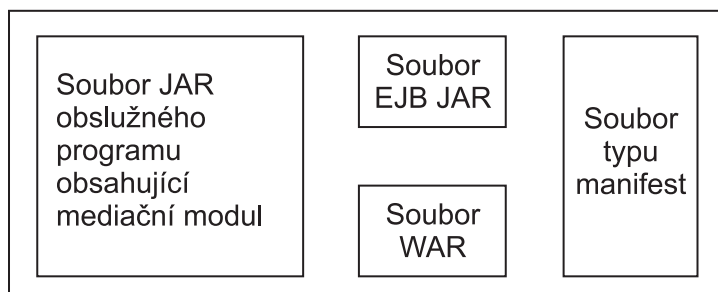 Soubor JAR
obslužného
programu
obsahující
mediační modul
Soubor
EJB JAR
Soubor
WAR
Soubor
typu
manifest